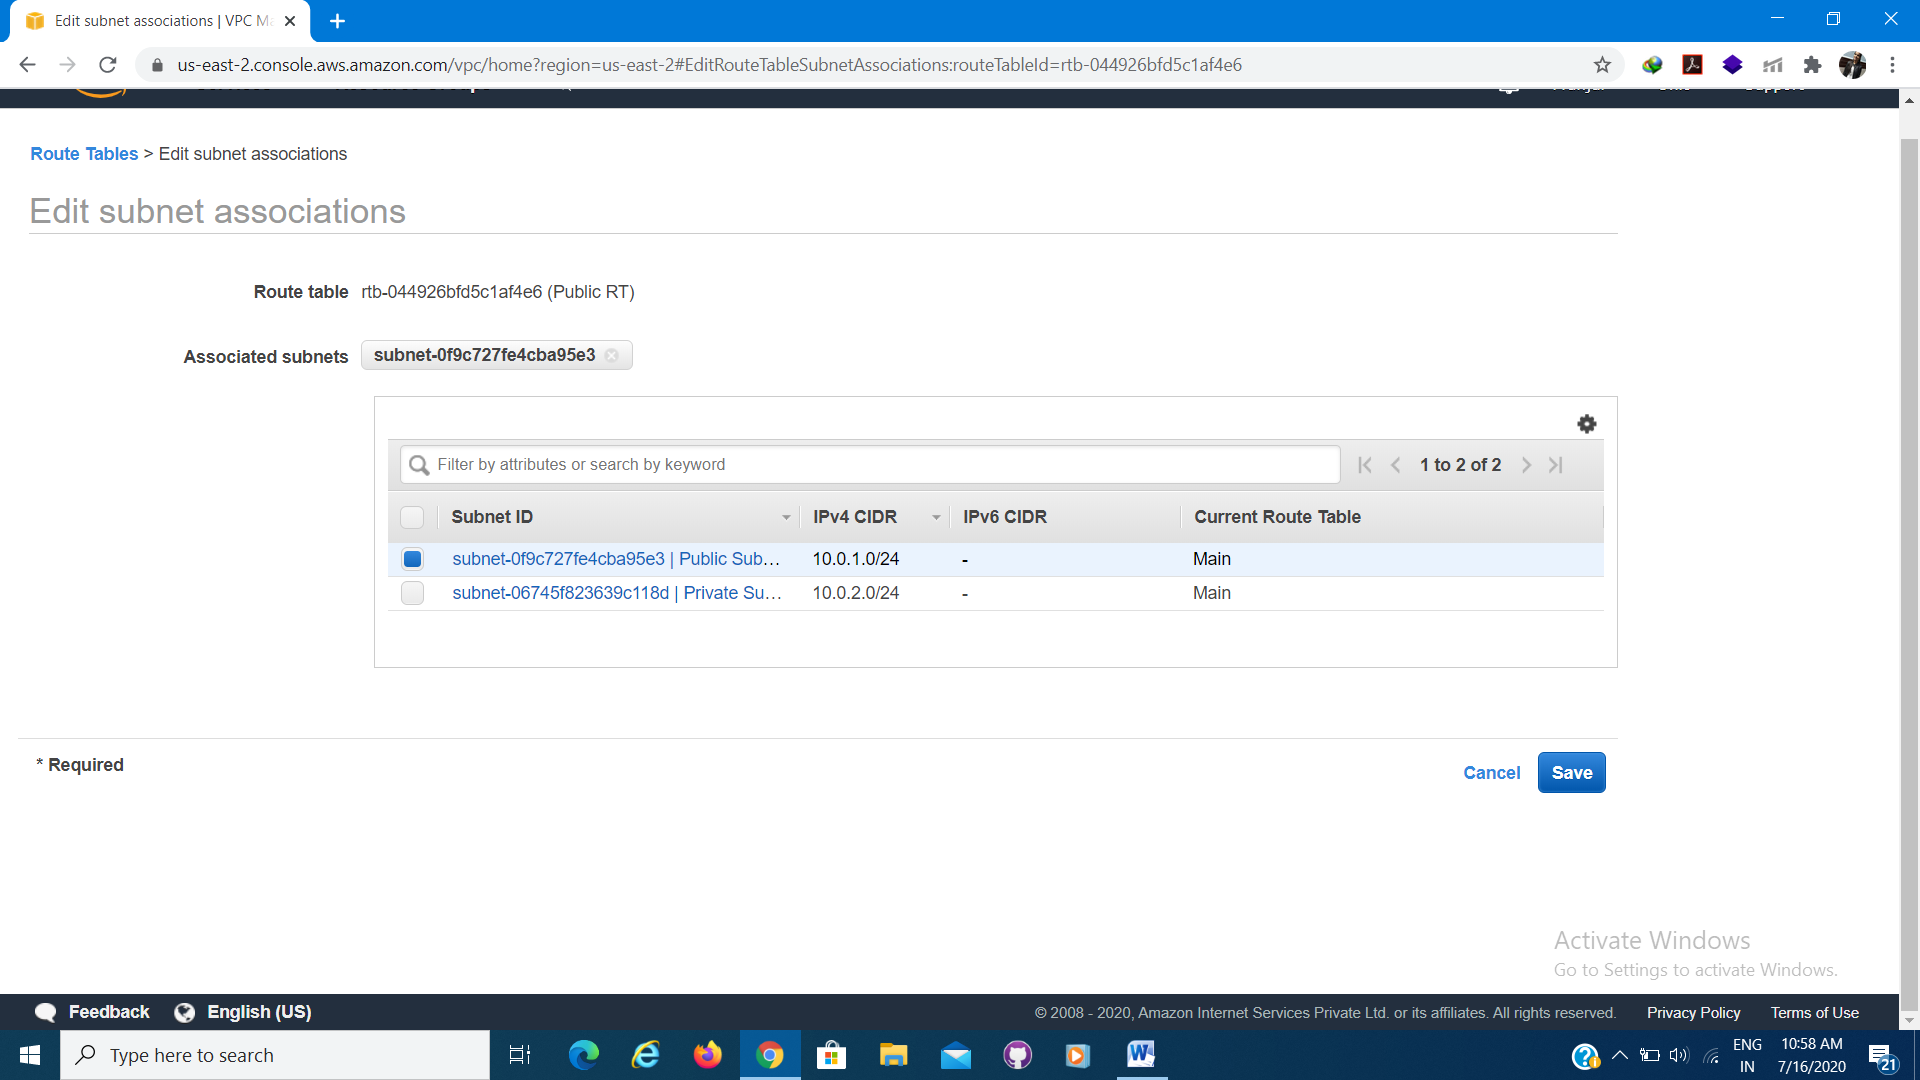 Edit subnet associations | VPC Ma
us-east-2.console.aws.amazon.com/vpc/home?region=us-east-2#EditRouteTableSubnetAssociations:routeTableId=rtb-044926bfd5c1af4e6
Route Tables > Edit subnet associations
Edit subnet associations
Route table rtb-044926bfd5c1af4e6 (Public RT)
Associated subnets subnet-0f9c727fe4cba95e3
Filter by attributes or search by keyword 1 to 2 of 2
Subnet ID IPv4 CIDR IPv6 CIDR Current Route Table
subnet-0f9c727fe4cba95e3 | Public Sub... 10.0.1.0/24 - Main
subnet-06745f823639c118d | Private Su... 10.0.2.0/24 - Main
* Required
Cancel Save
Activate Windows
Go to Settings to activate Windows.
Feedback English (US) © 2008 - 2020, Amazon Internet Services Private Ltd. or its affiliates. All rights reserved. Privacy Policy Terms of Use
Type here to search
ENG
IN
10:58 AM
7/16/2020
21